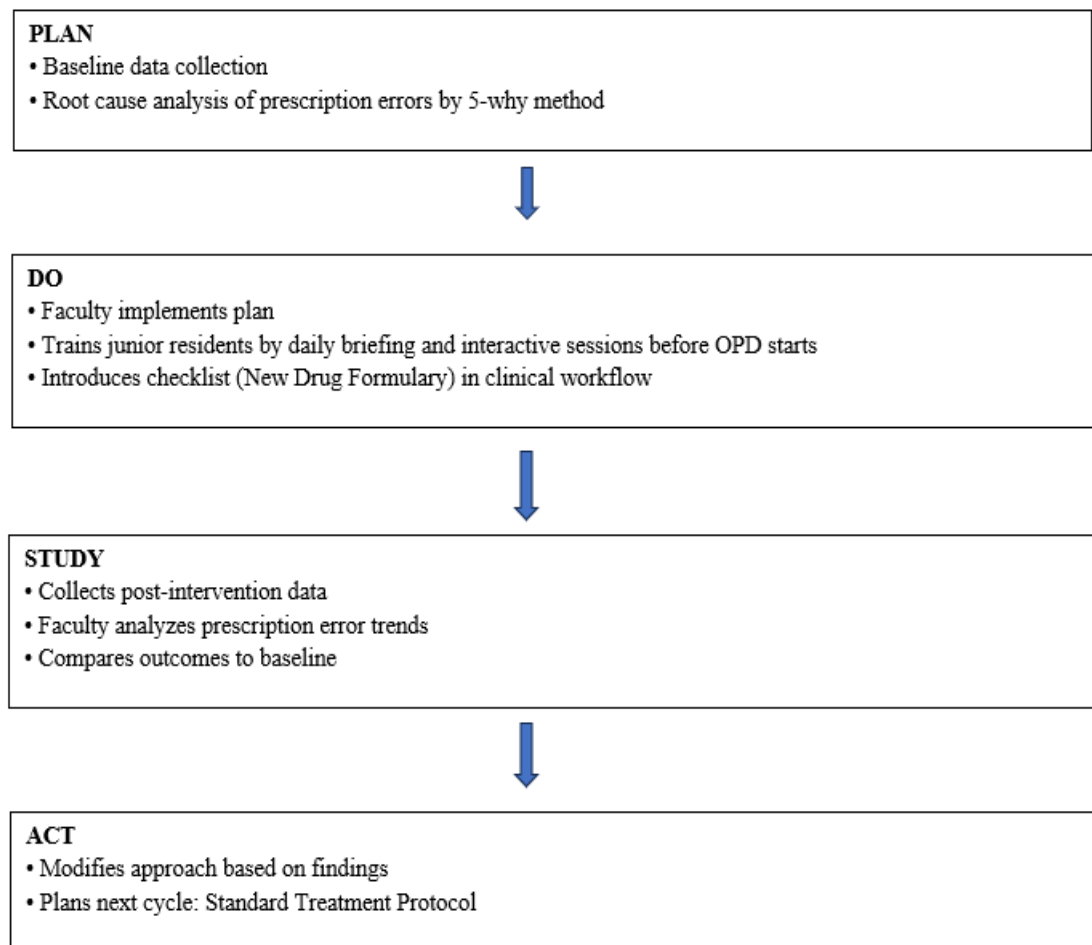 PLAN
• Baseline data collection
• Root cause analysis of prescription errors by 5-why method
DO
• Faculty implements plan
• Trains junior residents by daily briefing and interactive sessions before OPD starts
• Introduces checklist (New Drug Formulary) in clinical workflow
STUDY
• Collects post-intervention data
• Faculty analyzes prescription error trends
• Compares outcomes to baseline
ACT
• Modifies approach based on findings
• Plans next cycle: Standard Treatment Protocol